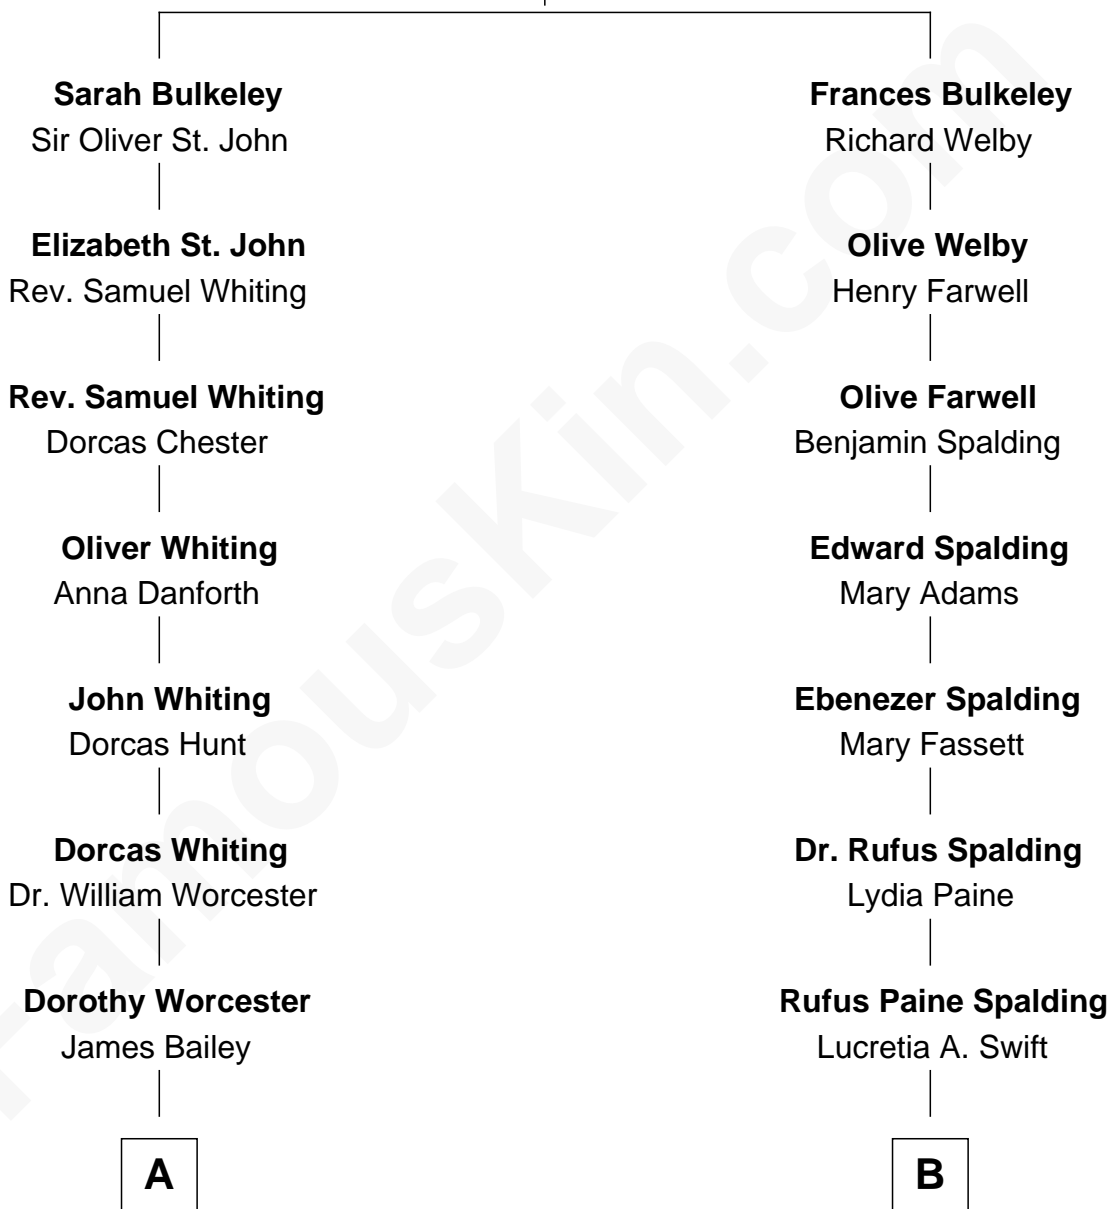 Sarah Bulkeley
Sir Oliver St. John
Elizabeth St. John
Rev. Samuel Whiting
Rev. Samuel Whiting
Dorcas Chester
Oliver Whiting
Anna Danforth
John Whiting
Dorcas Hunt
Dorcas Whiting
Dr. William Worcester
Dorothy Worcester
James Bailey
A
Frances Bulkeley
Richard Welby
Olive Welby
Henry Farwell
Olive Farwell
Benjamin Spalding
Edward Spalding
Mary Adams
Ebenezer Spalding
Mary Fassett
Dr. Rufus Spalding
Lydia Paine
Rufus Paine Spalding
Lucretia A. Swift
B
FamousKin.com